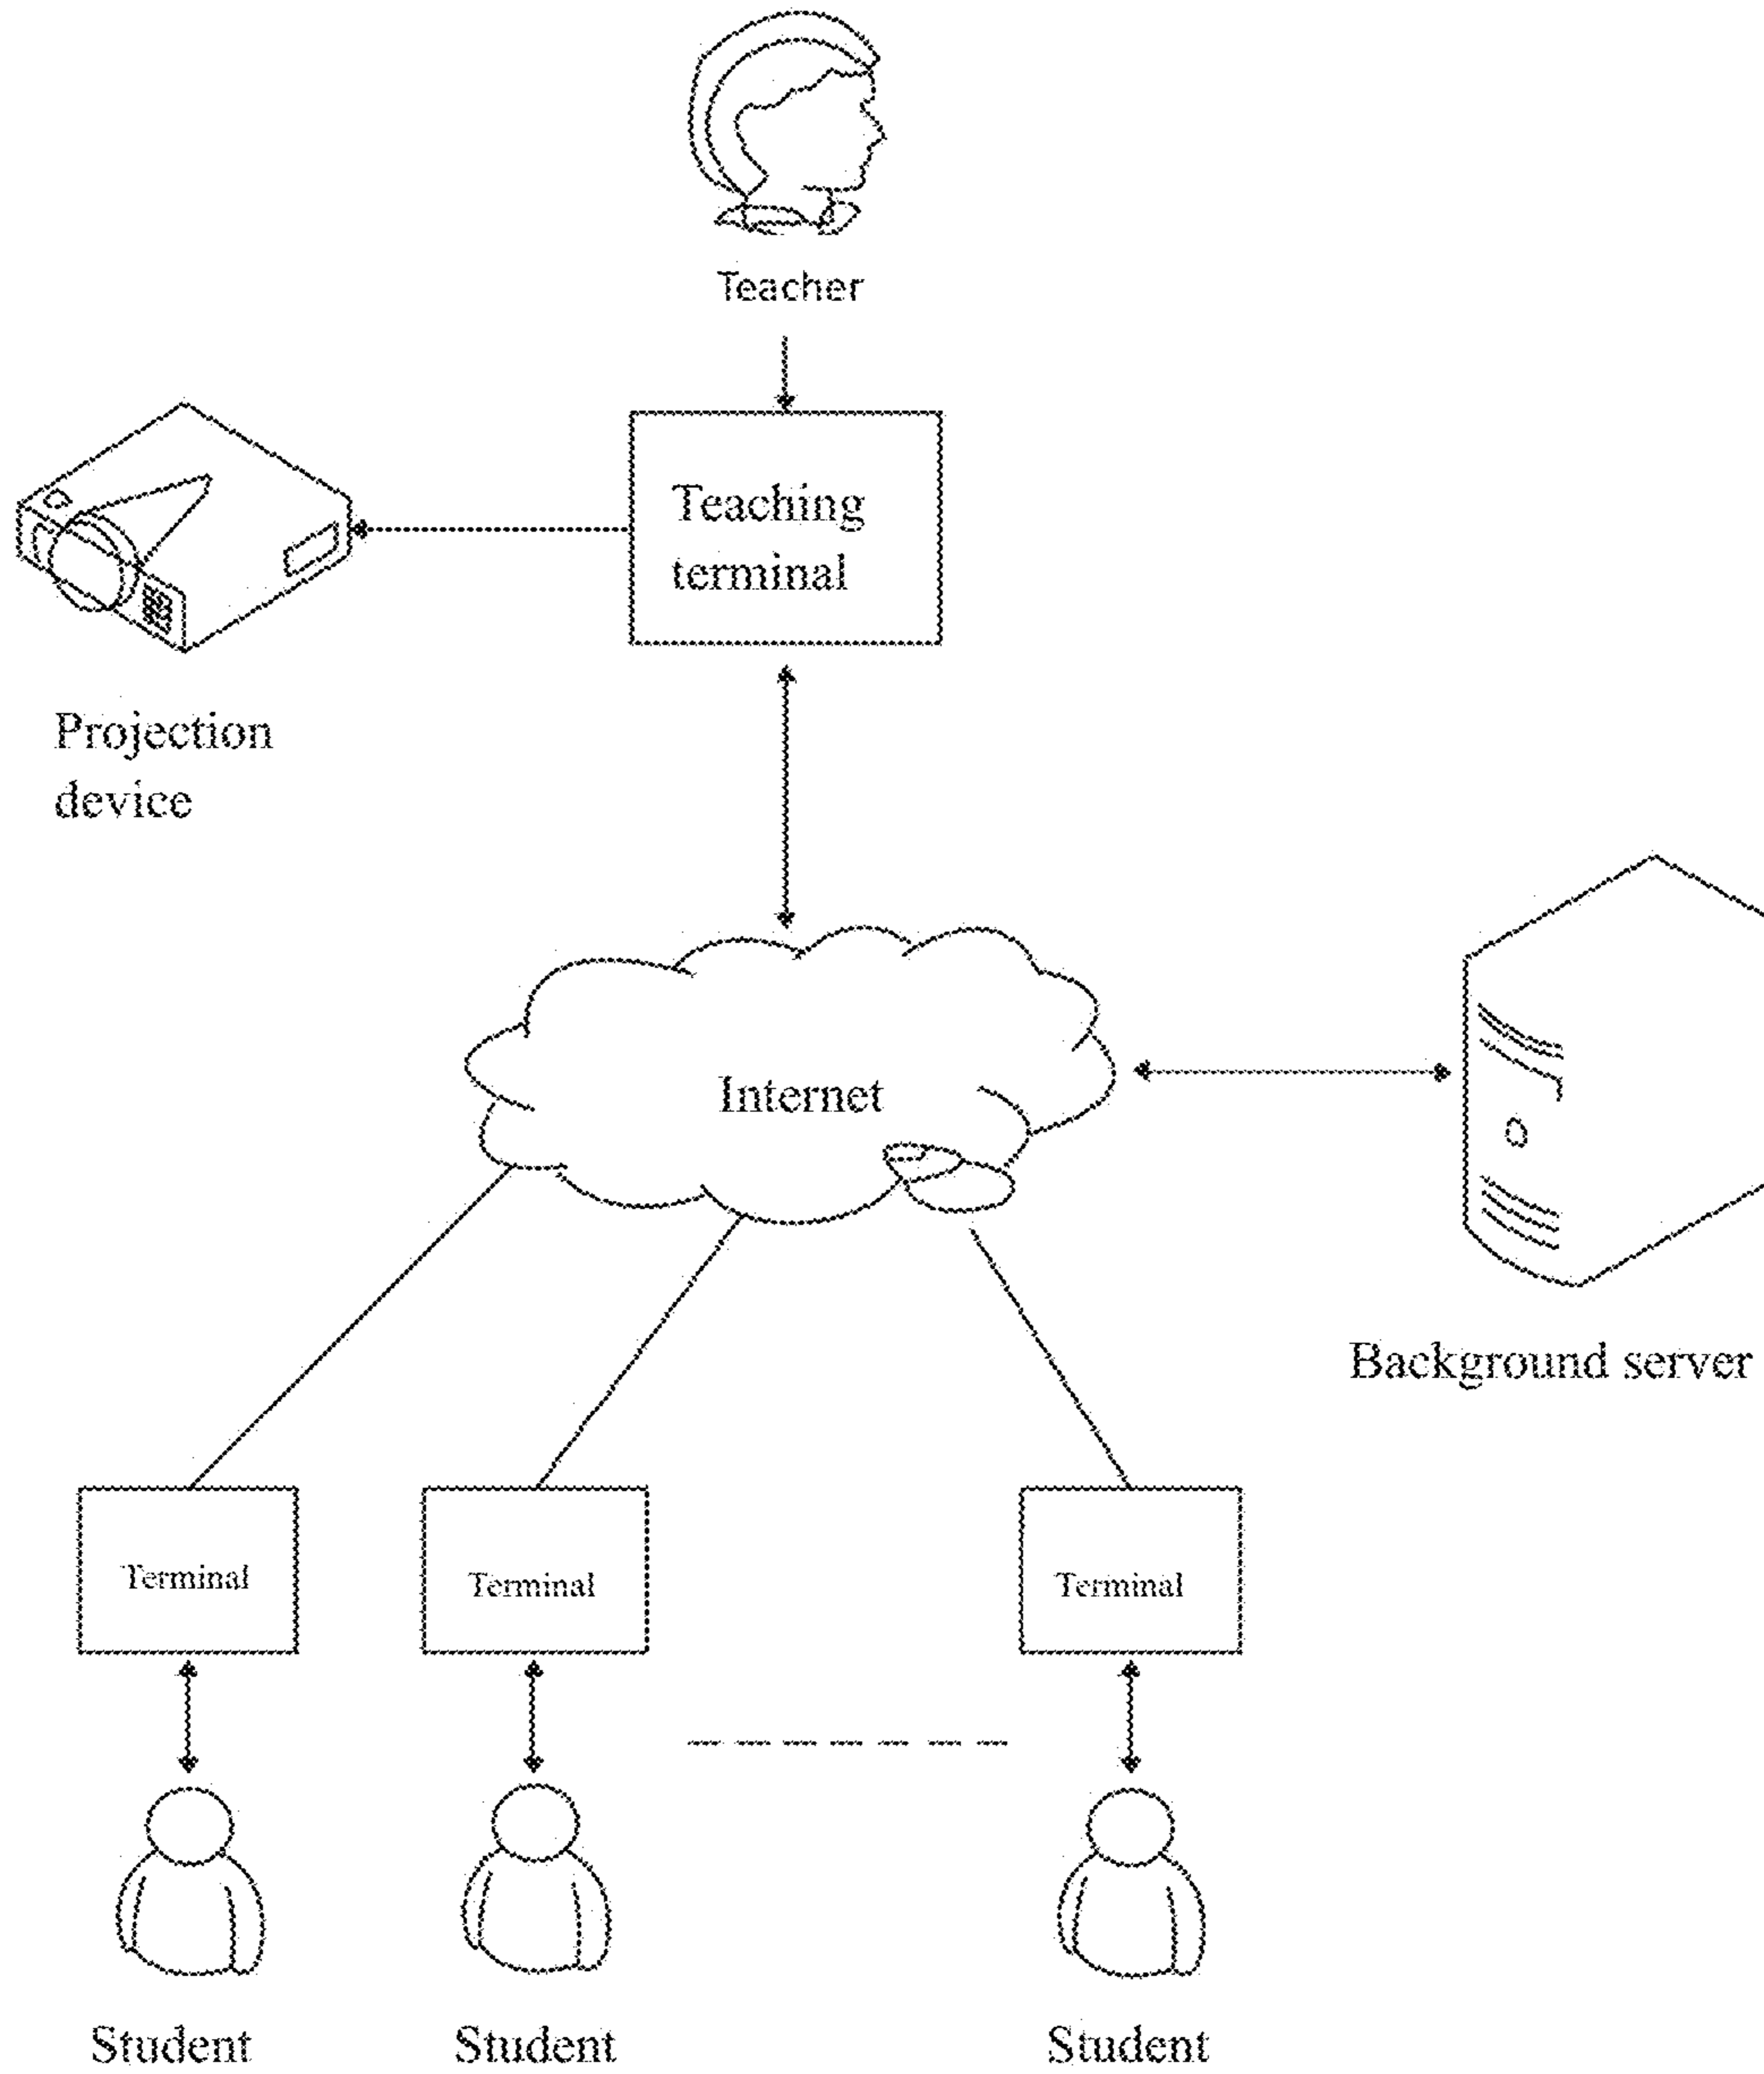 Teacher
Teaching
terminal
Projection
device
Internet
Background server
Terminal
Terminal
Terminal
Student
Student
Student